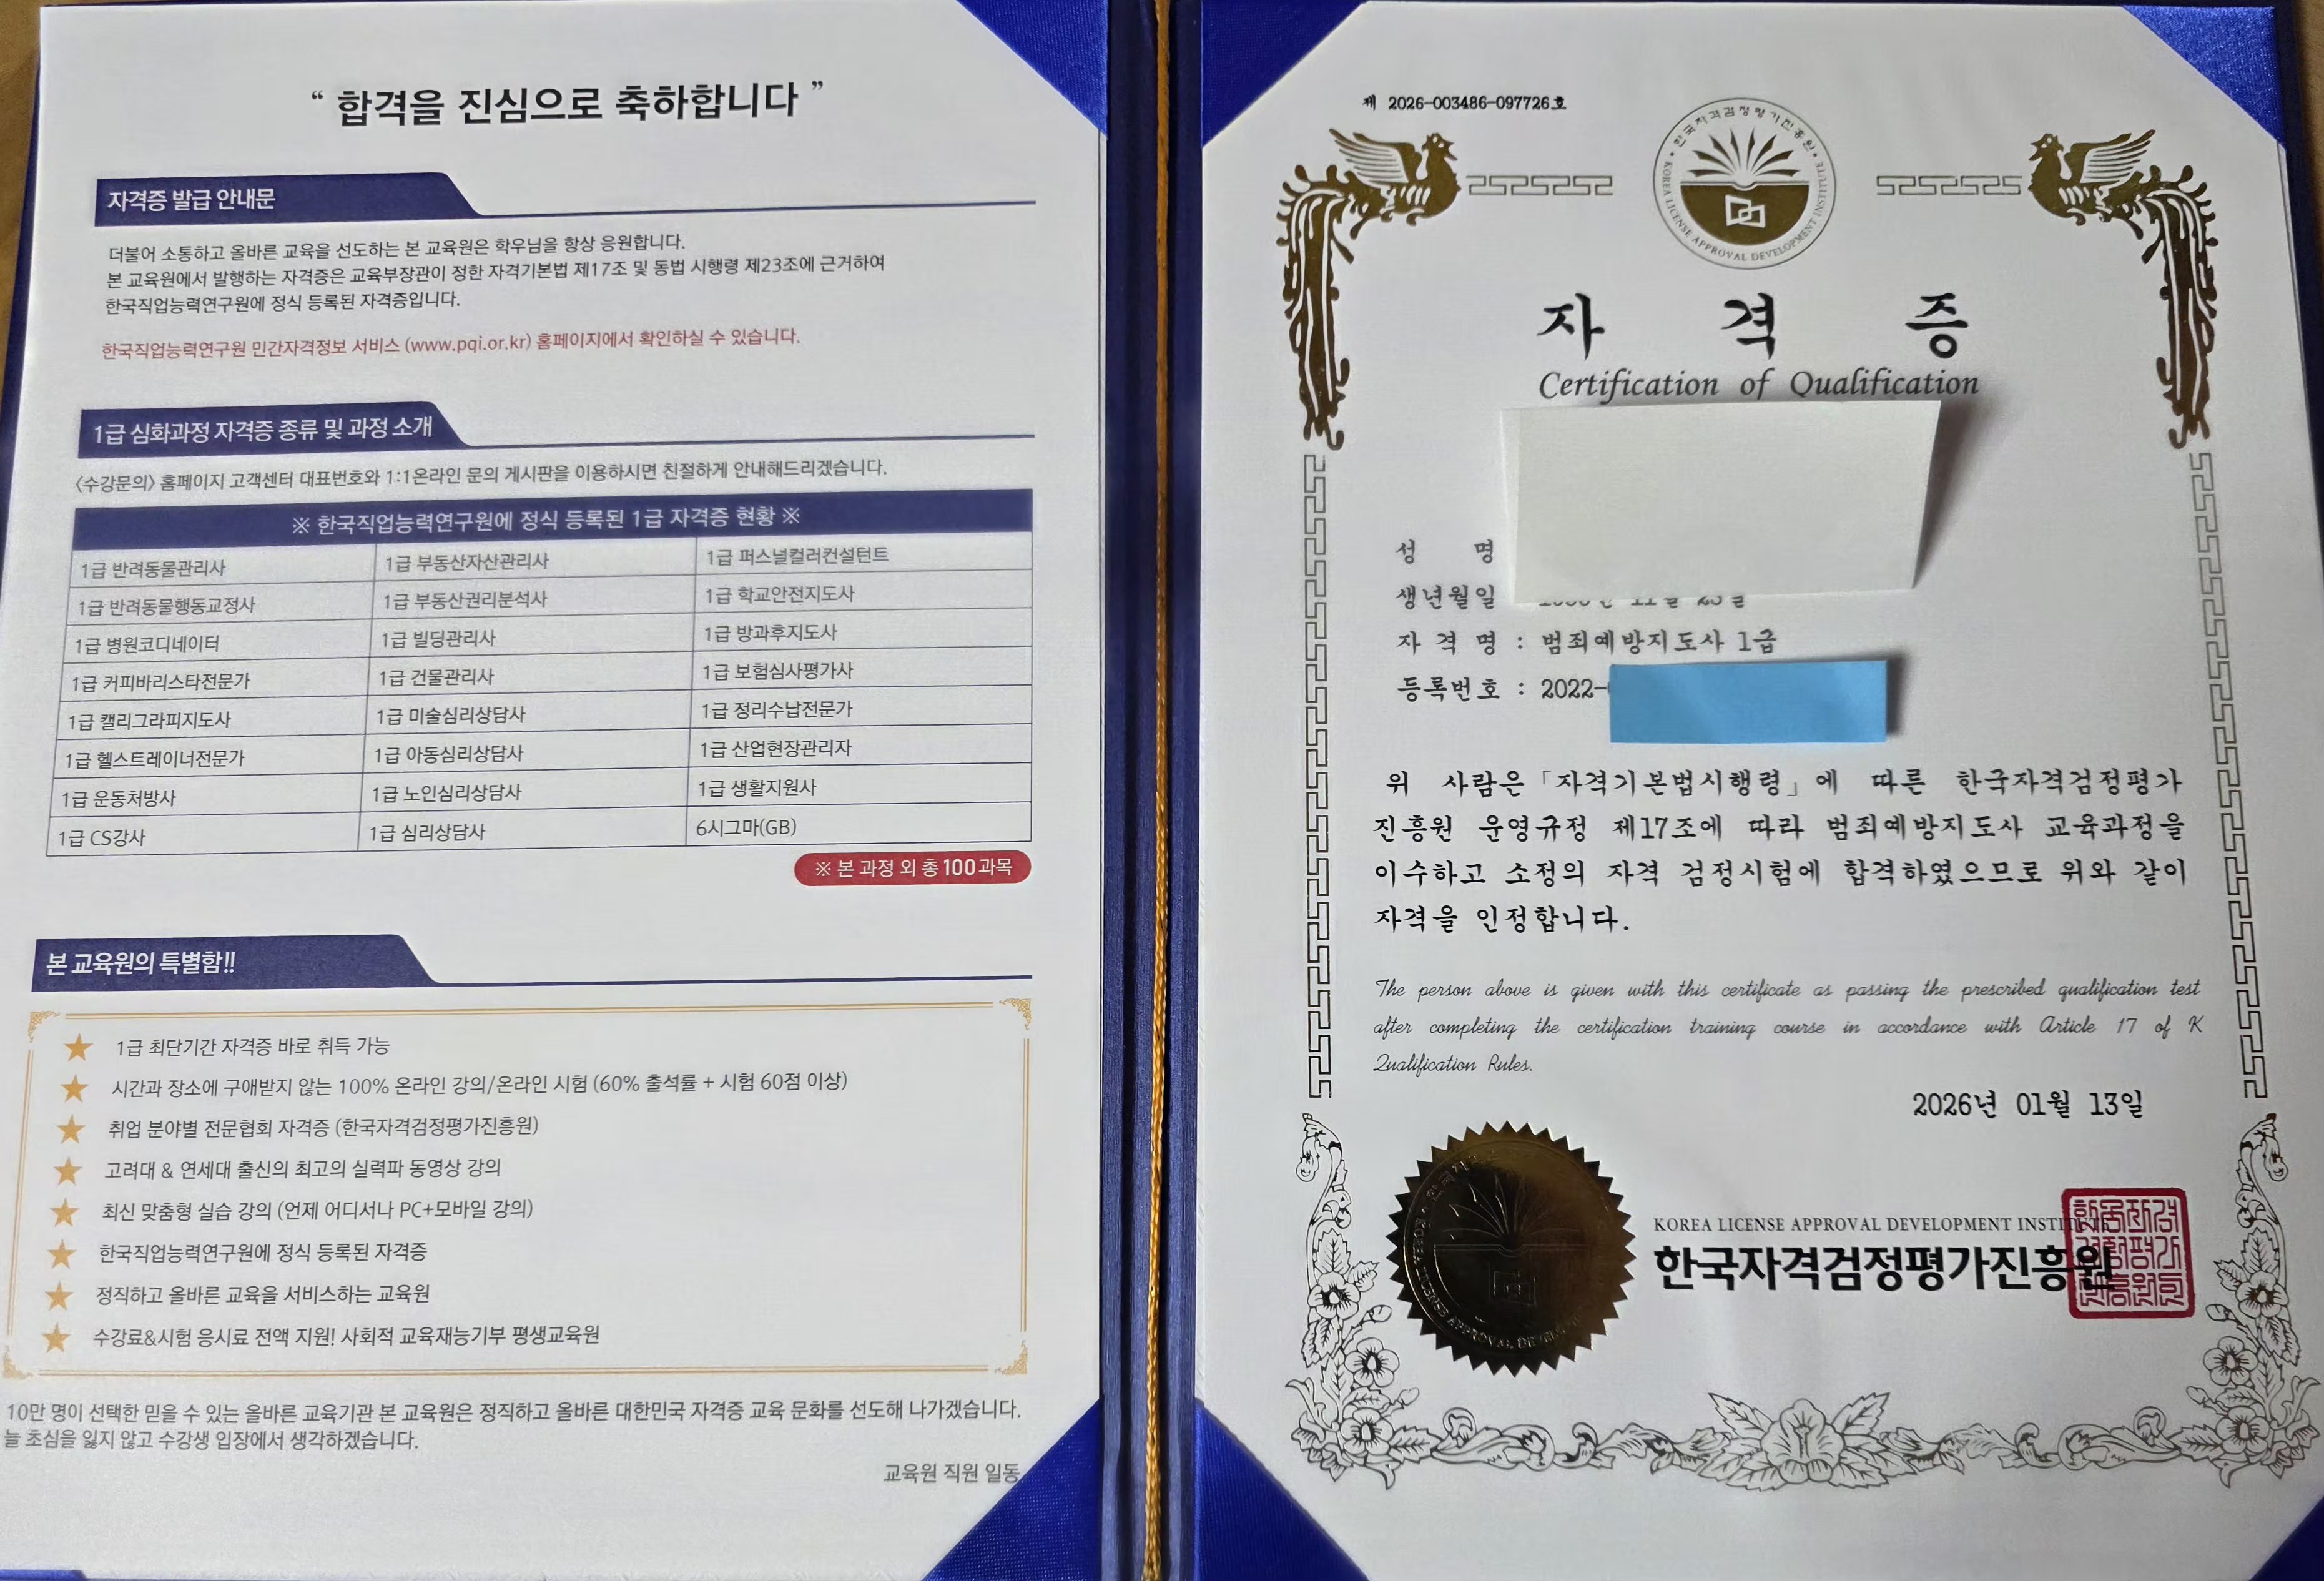 “ 합격을 진심으로 축하합니다 ”
자격증 발급 안내문
더불어 소통하고 올바른 교육을 선도하는 본 교육원은 학우님을 항상 응원합니다.
본 교육원에서 발행하는 자격증은 교육부장관이 정한 자격기본법 제17조 및 동법 시행령 제23조에 근거하여
한국직업능력연구원에 정식 등록된 자격증입니다.
한국직업능력연구원 민간자격정보 서비스 (www.pqi.or.kr) 홈페이지에서 확인하실 수 있습니다.
1급 심화과정 자격증 종류 및 과정 소개
<수강문의> 홈페이지 고객센터 대표번호와 1:1온라인 문의 게시판을 이용하시면 친절하게 안내해드리겠습니다.
※ 한국직업능력연구원에 정식 등록된 1급 자격증 현황 ※
1급 반려동물관리사 1급 부동산자산관리사 1급 퍼스널컬러컨설턴트
1급 반려동물행동교정사 1급 부동산권리분석사 1급 학교안전지도사
1급 병원코디네이터 1급 빌딩관리사 1급 방과후지도사
1급 커피바리스타전문가 1급 건물관리사 1급 보험심사평가사
1급 캘리그라피지도사 1급 미술심리상담사 1급 정리수납전문가
1급 헬스트레이너전문가 1급 아동심리상담사 1급 산업현장관리자
1급 운동처방사 1급 노인심리상담사 1급 생활지원사
1급 CS강사 1급 심리상담사 6시그마(GB)
※ 본 과정 외 총 100과목
본 교육원의 특별함!!
★ 1급 최단기간 자격증 바로 취득 가능
★ 시간과 장소에 구애받지 않는 100% 온라인 강의/온라인 시험 (60% 출석률 + 시험 60점 이상)
★ 취업 분야별 전문협회 자격증 (한국자격검정평가진흥원)
★ 고려대 & 연세대 출신의 최고의 실력파 동영상 강의
★ 최신 맞춤형 실습 강의 (언제 어디서나 PC+모바일 강의)
★ 한국직업능력연구원에 정식 등록된 자격증
★ 정직하고 올바른 교육을 서비스하는 교육원
★ 수강료&시험 응시료 전액 지원! 사회적 교육재능기부 평생교육원
10만 명이 선택한 믿을 수 있는 올바른 교육기관 본 교육원은 정직하고 올바른 대한민국 자격증 교육 문화를 선도해 나가겠습니다.
늘 초심을 잃지 않고 수강생 입장에서 생각하겠습니다.
교육원 직원 일동
제 2026-003486-097726호
한국자격검정평가진흥원
KOREA LICENSE APPROVAL DEVELOPMENT INSTITUTE
자 격 증
Certification of Qualification
성 명
생년월일
자 격 명 : 범죄예방지도사 1급
등록번호 : 2022-
위 사람은 「자격기본법시행령」에 따른 한국자격검정평가
진흥원 운영규정 제17조에 따라 범죄예방지도사 교육과정을
이수하고 소정의 자격 검정시험에 합격하였으므로 위와 같이
자격을 인정합니다.
The person above is given with this certificate as passing the prescribed qualification test
after completing the certification training course in accordance with Article 17 of K
Qualification Rules.
2026년 01월 13일
KOREA LICENSE APPROVAL DEVELOPMENT INSTITUTE
한국자격검정평가진흥원